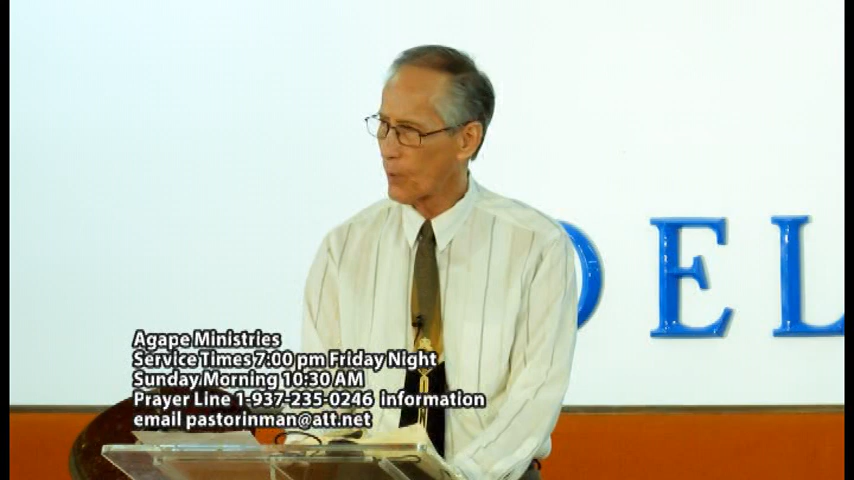 DEL
Agape Ministries
Service Times 7:00 pm Friday Night
Sunday Morning 10:30 AM
Prayer Line 1-937-235-0246 information
email pastorinman@att.net